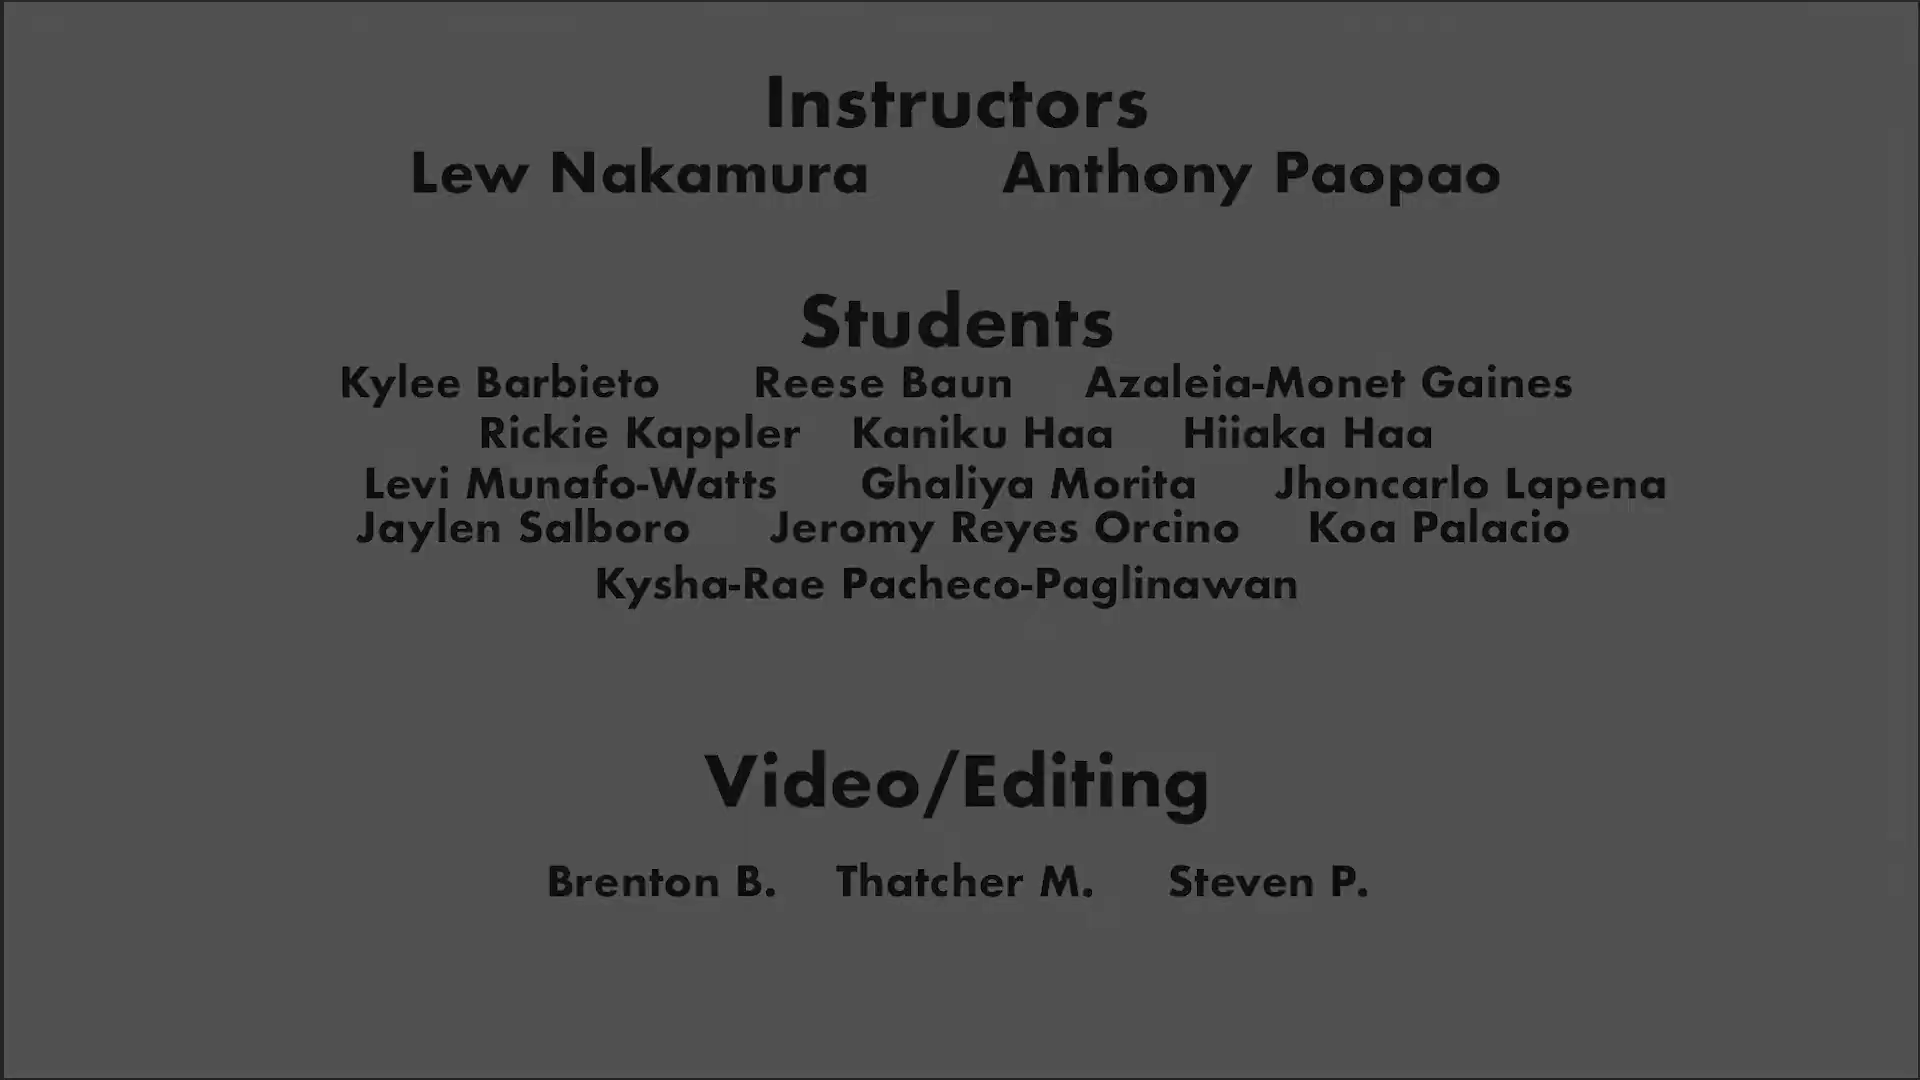 Instructors
Lew Nakamura Anthony Paopao
Students
Kylee Barbieto Reese Baun Azaleia-Monet Gaines
Rickie Kappler Kaniku Haa Hiiaka Haa
Levi Munafo-Watts Ghaliya Morita Jhoncarlo Lapena
Jaylen Salboro Jeromy Reyes Orcino Koa Palacio
Kysha-Rae Pacheco-Paglinawan
Video/Editing
Brenton B. Thatcher M. Steven P.